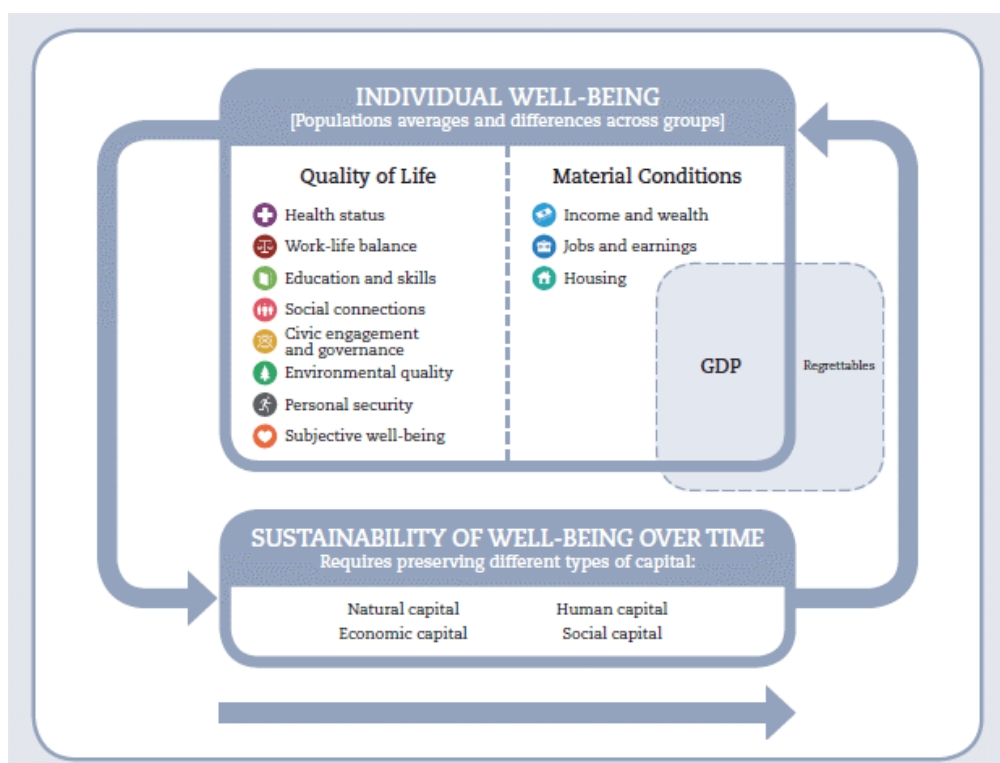 INDIVIDUAL WELL-BEING
[Populations averages and differences across groups]
Quality of Life
Health status
Work-life balance
Education and skills
Social connections
Civic engagement
and governance
Environmental quality
Personal security
Subjective well-being
Material Conditions
Income and wealth
Jobs and earnings
Housing
GDP
Regrettables
SUSTAINABILITY OF WELL-BEING OVER TIME
Requires preserving different types of capital:
Natural capital
Human capital
Economic capital
Social capital